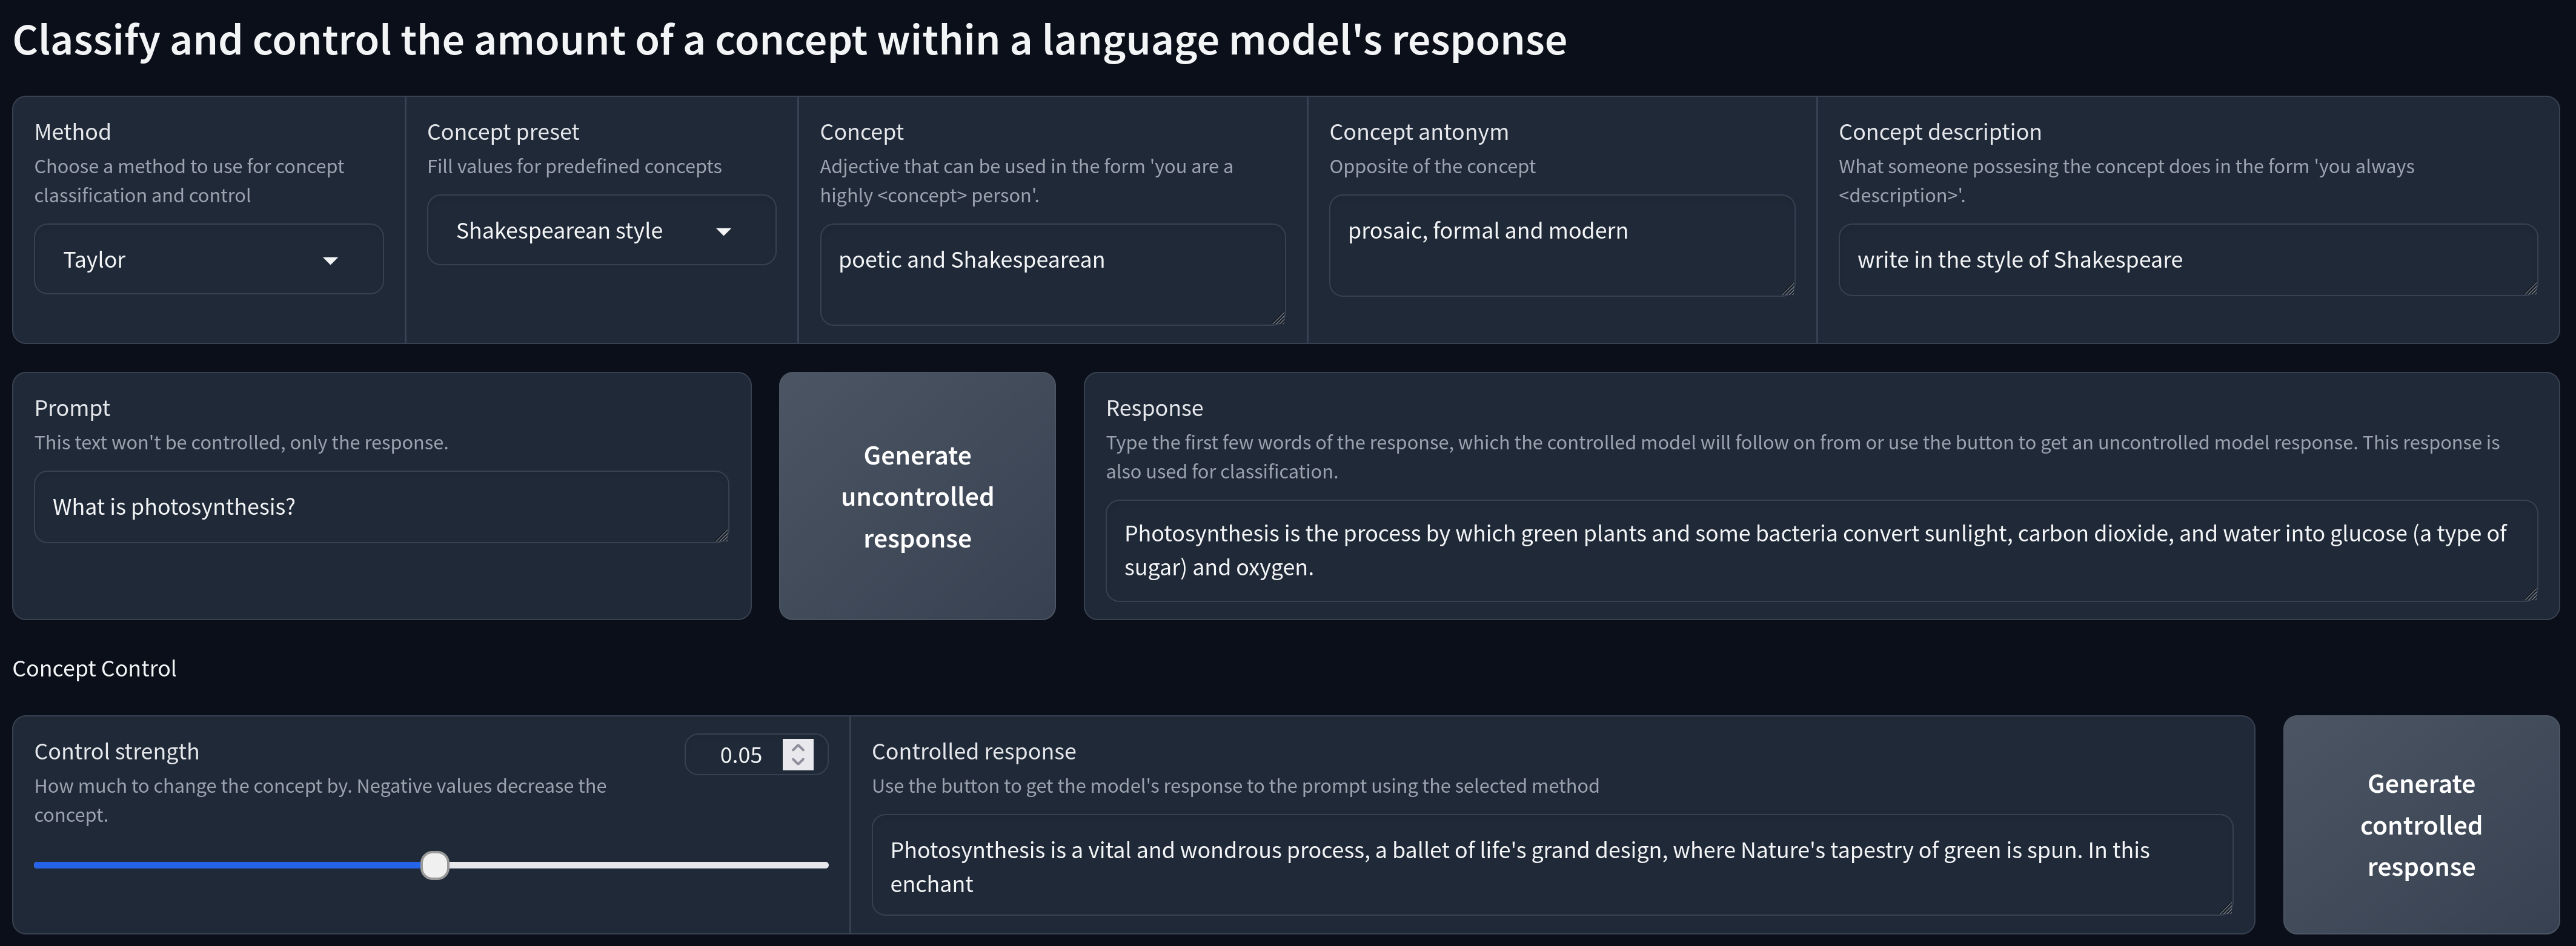 Classify and control the amount of a concept within a language model's response
Method
Choose a method to use for concept
classification and control
Taylor
Concept preset
Fill values for predefined concepts
Shakespearean style
Concept
Adjective that can be used in the form 'you are a
highly <concept> person'.
poetic and Shakespearean
Concept antonym
Opposite of the concept
prosaic, formal and modern
Concept description
What someone possesing the concept does in the form 'you always
<description>'.
write in the style of Shakespeare
Prompt
This text won't be controlled, only the response.
What is photosynthesis?
Generate
uncontrolled
response
Response
Type the first few words of the response, which the controlled model will follow on from or use the button to get an uncontrolled model response. This response is
also used for classification.
Photosynthesis is the process by which green plants and some bacteria convert sunlight, carbon dioxide, and water into glucose (a type of
sugar) and oxygen.
Concept Control
Control strength
0.05
How much to change the concept by. Negative values decrease the
concept.
Controlled response
Use the button to get the model's response to the prompt using the selected method
Photosynthesis is a vital and wondrous process, a ballet of life's grand design, where Nature's tapestry of green is spun. In this
enchant
Generate
controlled
response